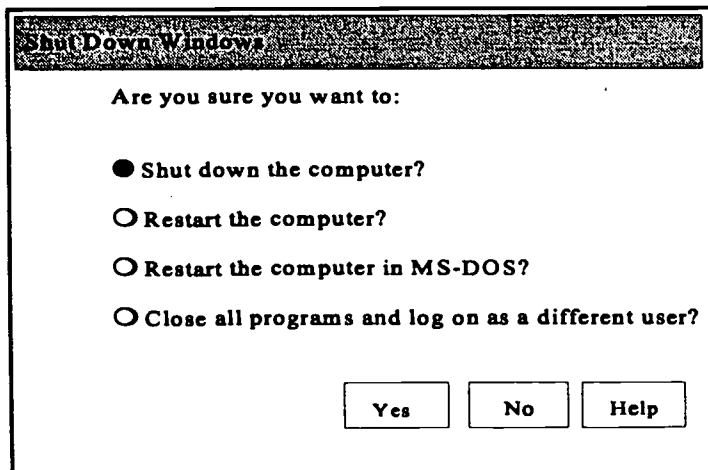 Shut Down Windows
Are you sure you want to:
Shut down the computer?
Restart the computer?
Restart the computer in MS-DOS?
Close all programs and log on as a different user?
Yes No Help